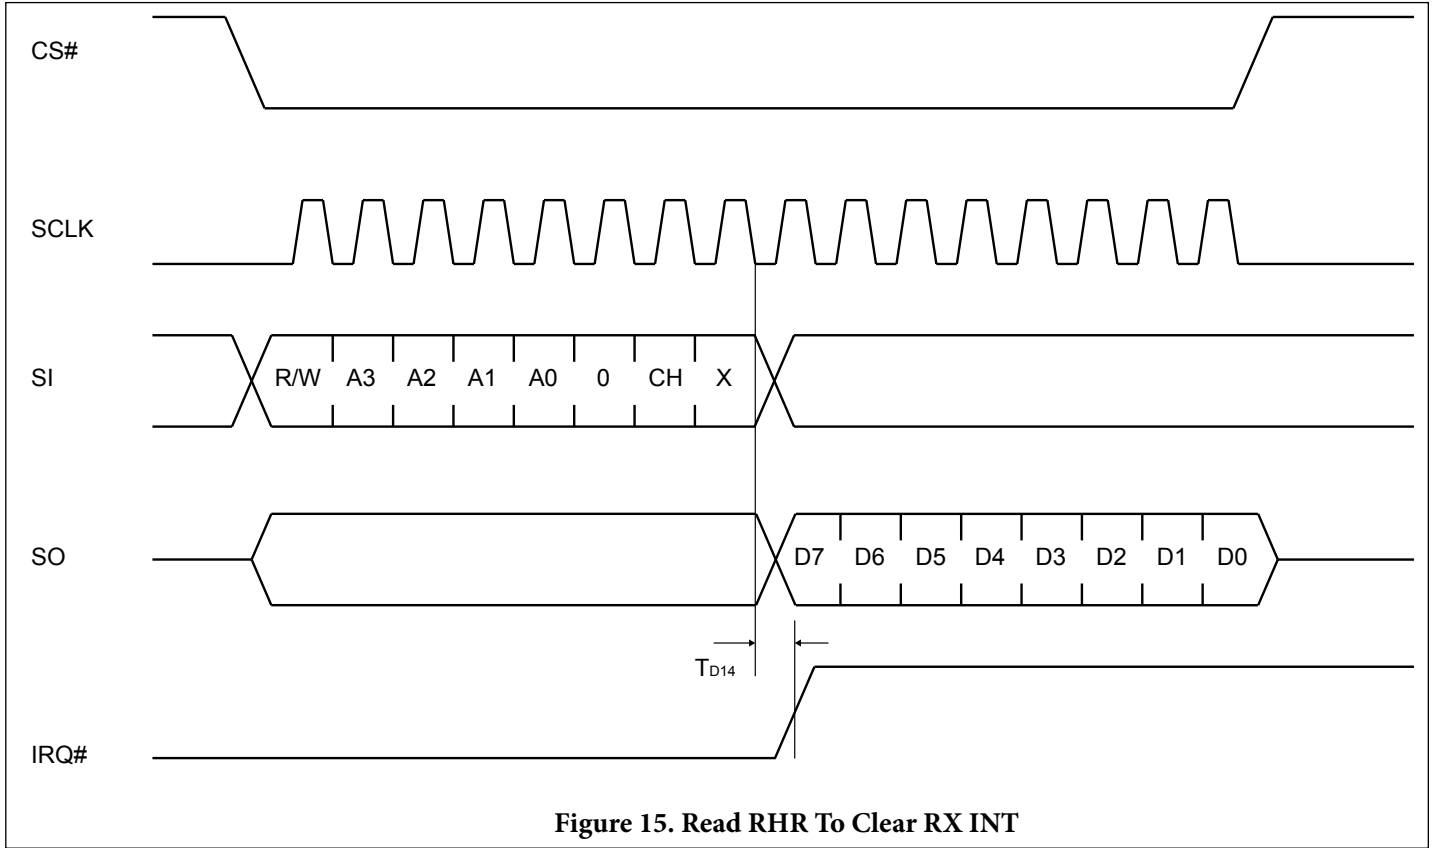 CS#
SCLK
SI
R/W A3 A2 A1 A0 0 CH X
SO
D7 D6 D5 D4 D3 D2 D1 D0
TD14
IRQ#
Figure 15. Read RHR To Clear RX INT